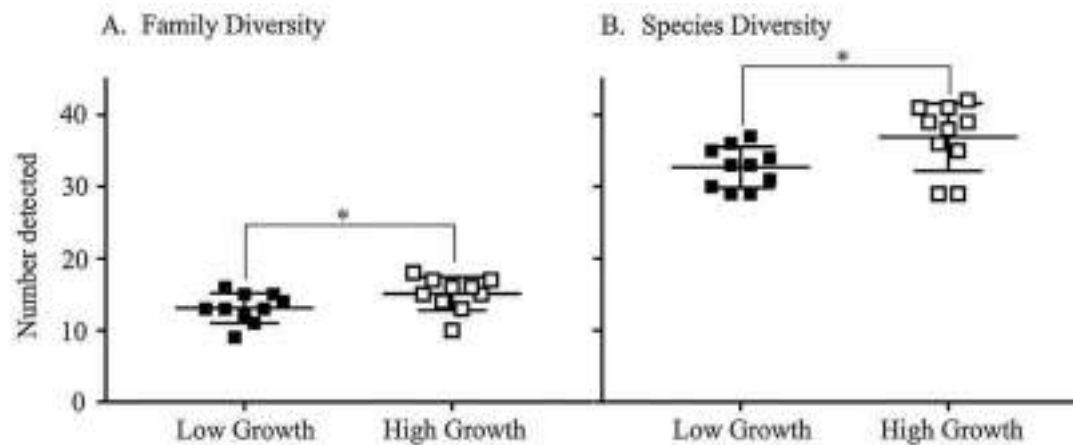 A. Family Diversity
B. Species Diversity
*
*
Number detected
40
30
20
10
0
Low Growth
High Growth
Low Growth
High Growth